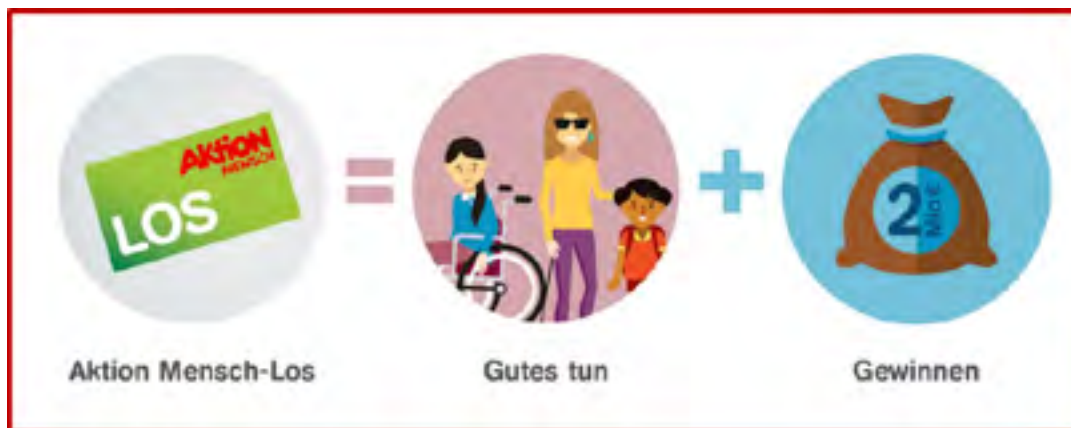 AKTION
MENSCH
LOS
2
Mio €
Aktion Mensch-Los
Gutes tun
Gewinnen